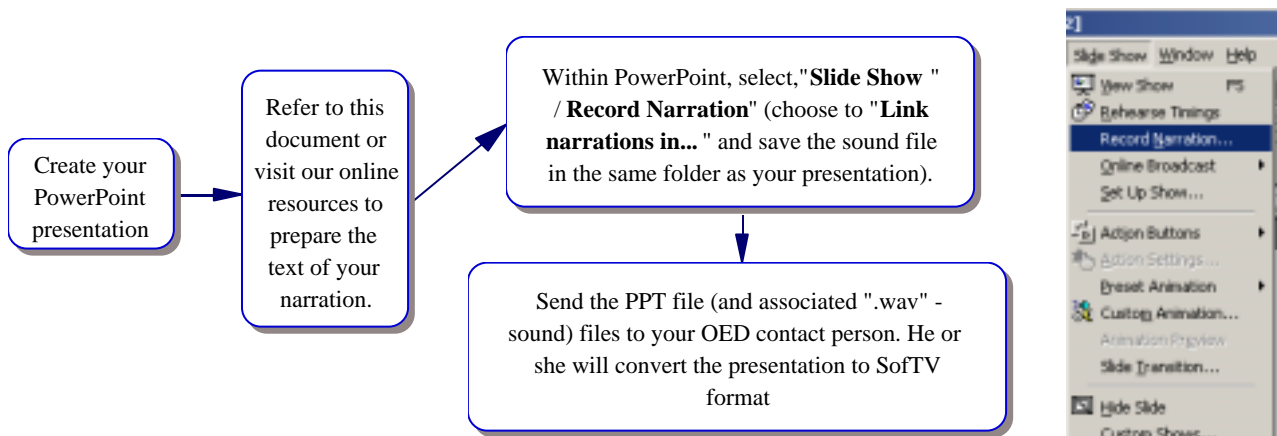 Create your
PowerPoint
presentation
Refer to this
document or
visit our online
resources to
prepare the
text of your
narration.
Within PowerPoint, select,"Slide Show "
/ Record Narration" (choose to "Link
narrations in... " and save the sound file
in the same folder as your presentation).
Send the PPT file (and associated ".wav" -
sound) files to your OED contact person. He or
she will convert the presentation to SofTV
format
Slide Show Window Help
View Show F5
Rehearse Timings
Record Narration...
Online Broadcast
Set Up Show...
Action Buttons
Action Settings...
Preset Animation
Custom Animation...
Animation Preview
Slide Transition...
Hide Slide
Custom Shows...